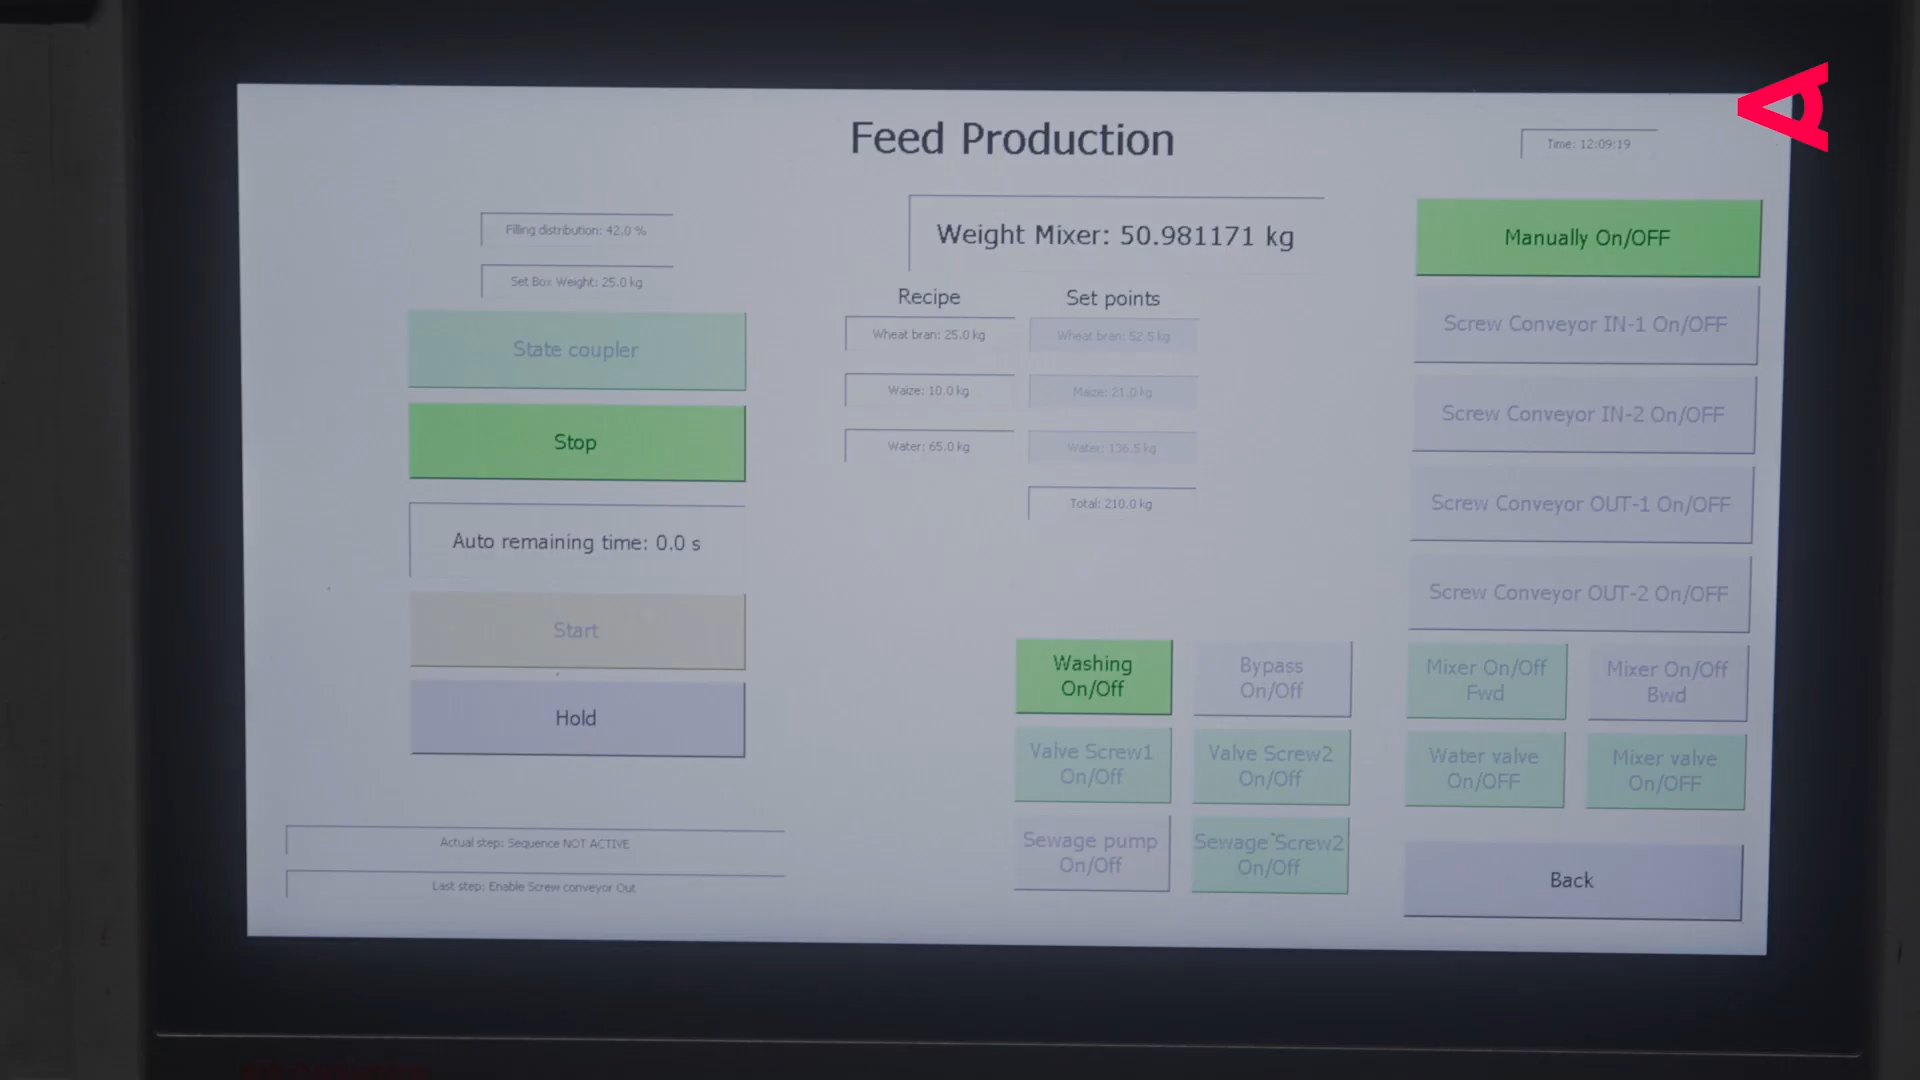 Feed Production
Time: 12:09:19
Filling distribution: 42.0 %
Set Box Weight: 25.0 kg
State coupler
Stop
Auto remaining time: 0.0 s
Start
Hold
Actual step: Sequence NOT ACTIVE
Last step: Enable Screw conveyor Out
Weight Mixer: 50.981171 kg
Recipe
Set points
Wheat bran: 25.0 kg
Wheat bran: 52.5 kg
Waize: 10.0 kg
Maize: 21.0 kg
Water: 65.0 kg
Water: 136.5 kg
Total: 210.0 kg
Washing
On/Off
Bypass
On/Off
Valve Screw1
On/Off
Valve Screw2
On/Off
Sewage pump
On/Off
Sewage Screw2
On/Off
Manually On/OFF
Screw Conveyor IN-1 On/OFF
Screw Conveyor IN-2 On/OFF
Screw Conveyor OUT-1 On/OFF
Screw Conveyor OUT-2 On/OFF
Mixer On/Off
Fwd
Mixer On/Off
Bwd
Water valve
On/OFF
Mixer valve
On/OFF
Back